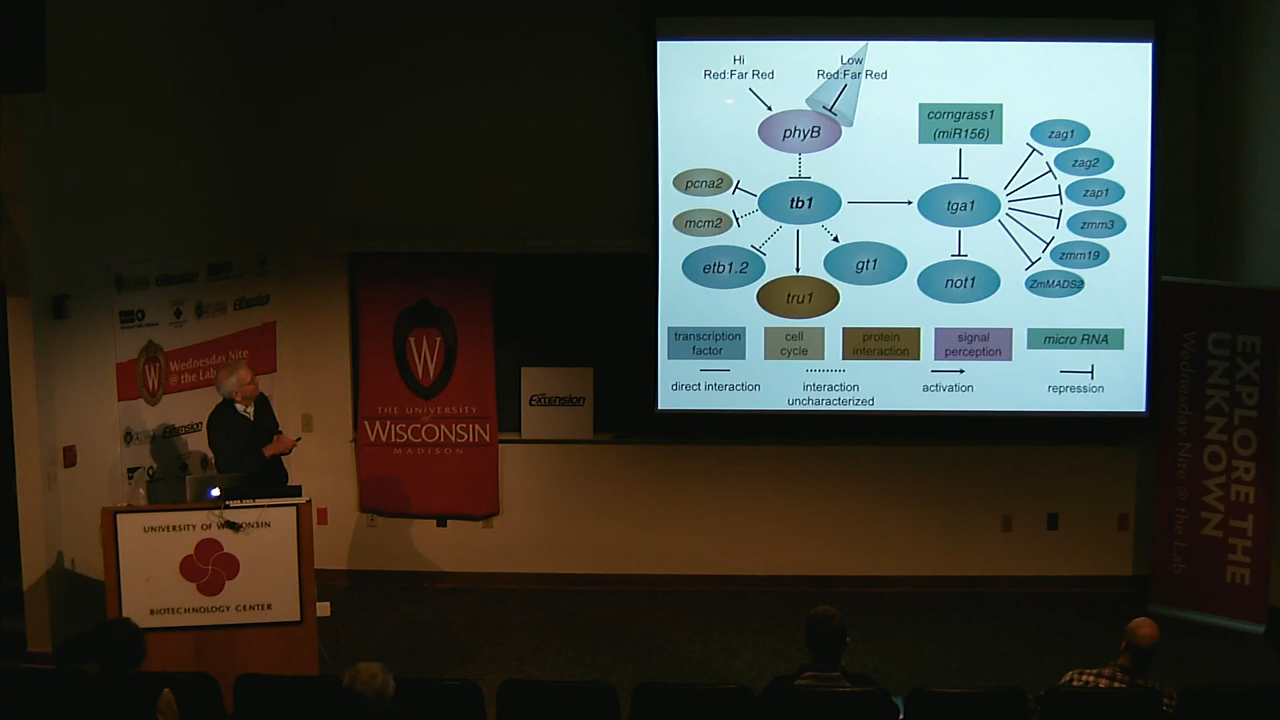 Hi
Red:Far Red
Low
Red:Far Red
phyB
corngrass1
(miR156)
zag1
zag2
zap1
zmm3
zmm19
ZmMADS2
pcna2
mcm2
tb1
tga1
etb1.2
gt1
tru1
not1
transcription
factor
cell
cycle
protein
interaction
signal
perception
micro RNA
direct interaction
interaction
uncharacterized
activation
repression
Extension
Wednesday Nite
@ the Lab
W
THE UNIVERSITY
of
WISCONSIN
MADISON
Extension
UNIVERSITY OF WISCONSIN
BIOTECHNOLOGY CENTER
EXPLORE THE
UNKNOWN
Wednesday Nite @ the Lab